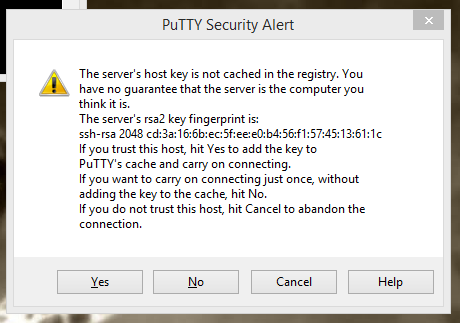 PuTTY Security Alert
The server's host key is not cached in the registry. You
have no guarantee that the server is the computer you
think it is.
The server's rsa2 key fingerprint is:
ssh-rsa 2048 cd:3a:16:6b:ec:5f:ee:e0:b4:56:f1:57:45:13:61:1c
If you trust this host, hit Yes to add the key to
PuTTY's cache and carry on connecting.
If you want to carry on connecting just once, without
adding the key to the cache, hit No.
If you do not trust this host, hit Cancel to abandon the
connection.
Yes No Cancel Help